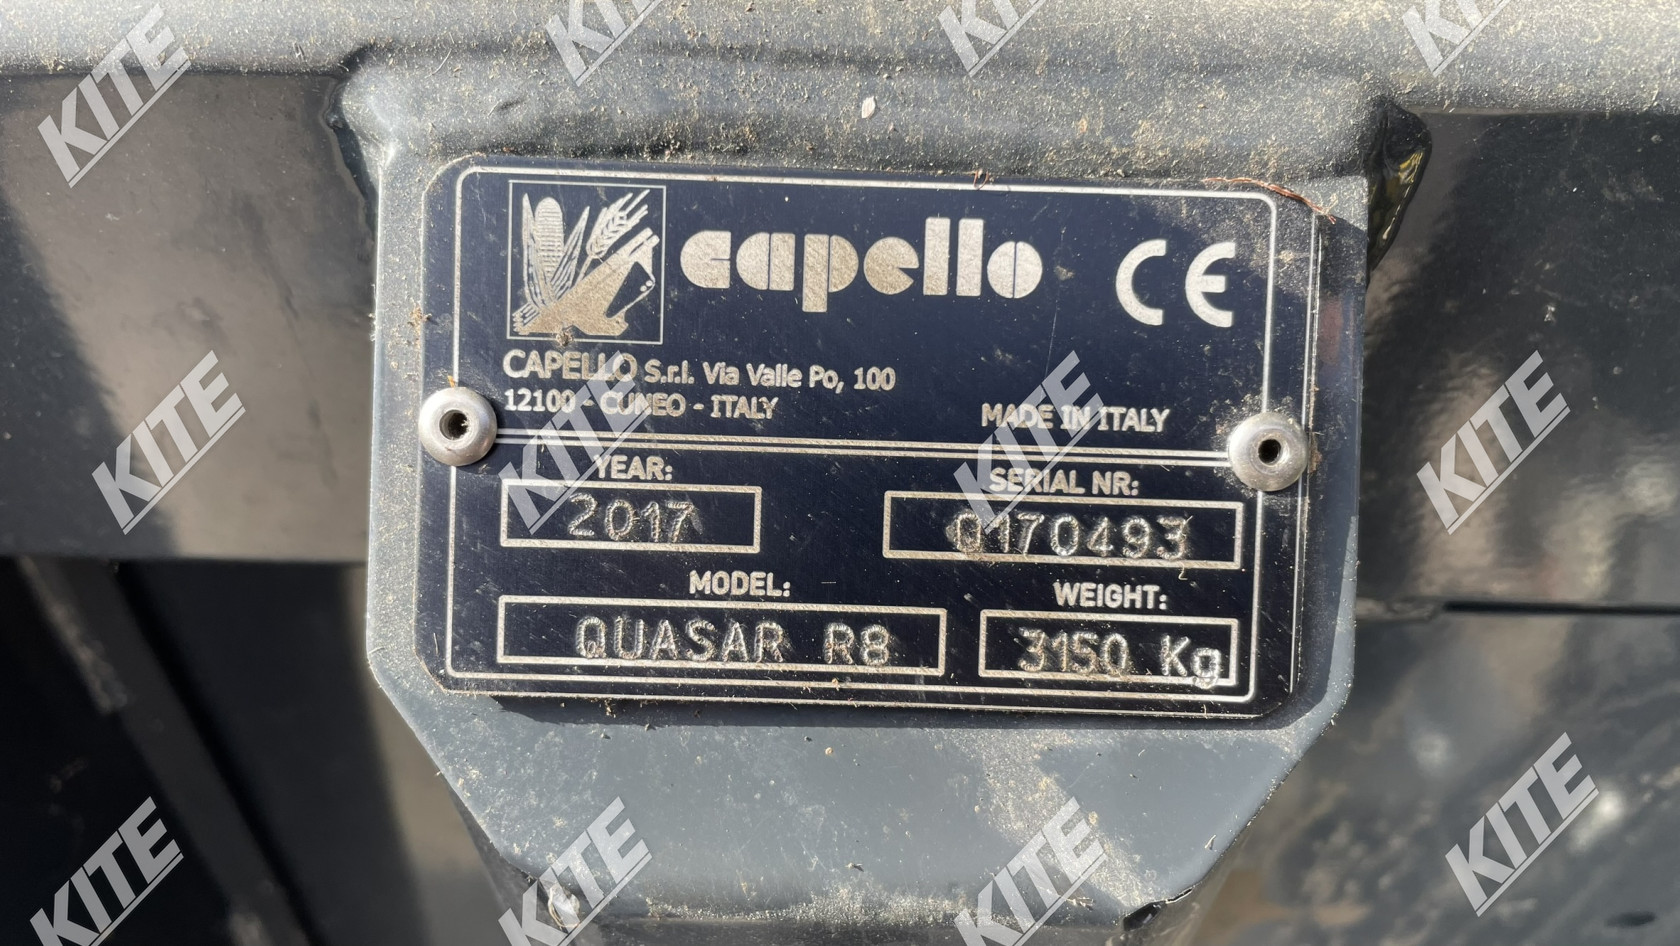 capello CE
CAPELLO S.r.l. Via Valle Po, 100
12100 - CUNEO - ITALY
MADE IN ITALY
YEAR:
2017
SERIAL NR:
0170493
MODEL:
QUASAR R8
WEIGHT:
3150 Kg
KITE
KITE
KITE
KITE
KITE
KITE
KITE
KITE
KITE
KITE
KITE
KITE